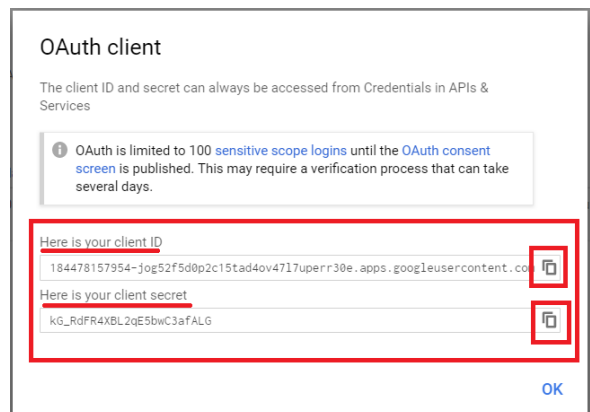 OAuth client
The client ID and secret can always be accessed from Credentials in APIs &
Services
OAuth is limited to 100 sensitive scope logins until the OAuth consent
screen is published. This may require a verification process that can take
several days.
Here is your client ID
184478157954-jog52f5d0p2c15tad4ov47l7uperr30e.apps.googleusercontent.com
Here is your client secret
kG_RdFR4XBL2qE5bwC3afALG
OK